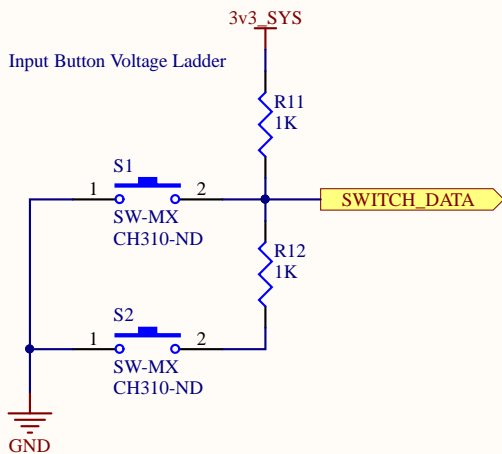 3v3_SYS
Input Button Voltage Ladder
R11
1K
S1
1 2
SW-MX
CH310-ND
SWITCH_DATA
R12
1K
S2
1 2
SW-MX
CH310-ND
GND